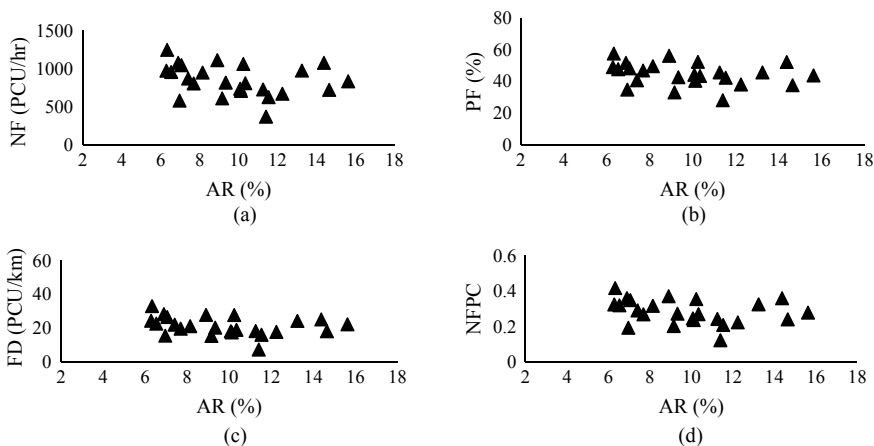 NF (PCU/hr)
1500
1000
500
0
2 4 6 8 10 12 14 16 18
AR (%)
(a)
PF (%)
80
60
40
20
0
2 4 6 8 10 12 14 16 18
AR (%)
(b)
FD (PCU/km)
60
40
20
0
2 4 6 8 10 12 14 16 18
AR (%)
(c)
NFPC
0.6
0.4
0.2
0
2 4 6 8 10 12 14 16 18
AR (%)
(d)